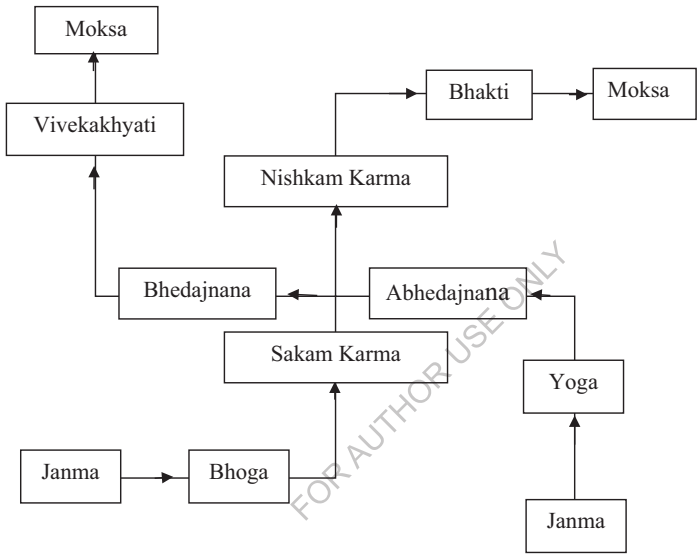 Moksa
Bhakti
Moksa
Vivekakhyati
Nishkam Karma
Bhedajnana
Abhedajnana
Sakam Karma
Yoga
Janma
Bhoga
Janma
FOR AUTHOR USE ONLY